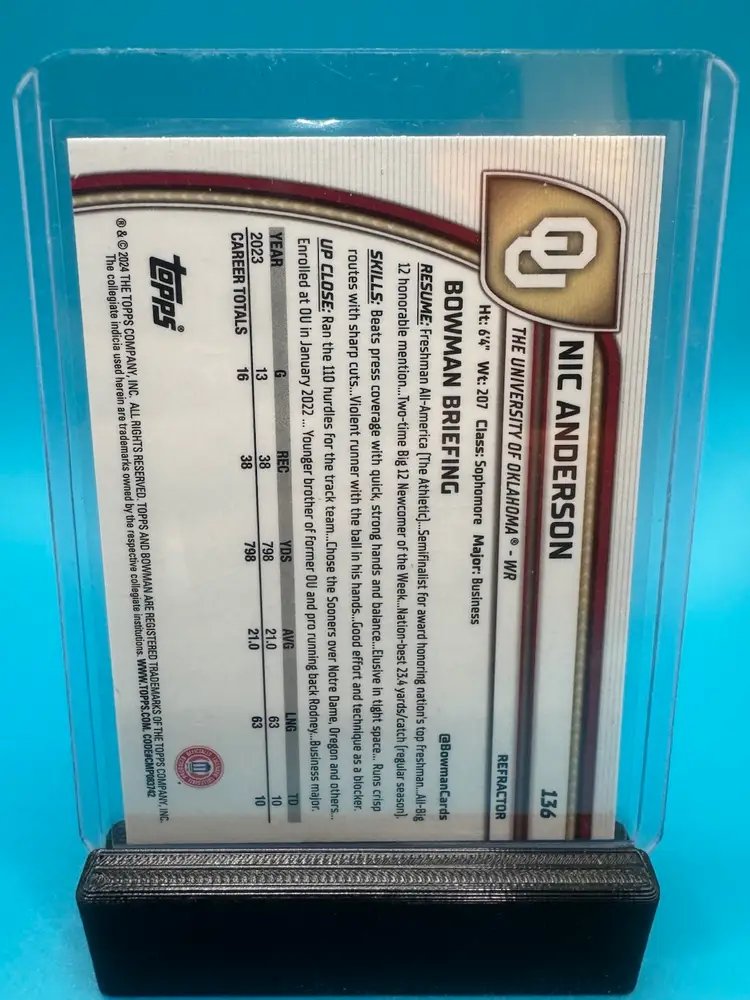 OU
NIC ANDERSON
136
THE UNIVERSITY OF OKLAHOMA® - WR
REFRACTOR
Ht: 6'4" Wt: 207 Class: Sophomore Major: Business
BOWMAN BRIEFING
@BowmanCards
RESUME: Freshman All-America (The Athletic)...Semifinalist for award honoring nation's top freshman...All-Big
12 honorable mention...Two-time Big 12 Newcomer of the Week...Nation-best 23.4 yards/catch (regular season).
SKILLS: Beats press coverage with quick, strong hands and balance...Elusive in tight space... Runs crisp
routes with sharp cuts...Violent runner with the ball in his hands...Good effort and technique as a blocker.
UP CLOSE: Ran the 110 hurdles for the track team...Chose the Sooners over Notre Dame, Oregon and others...
Enrolled at OU in January 2022 ... Younger brother of former OU and pro running back Rodney...Business major.
YEAR G REC YDS AVG LNG TD
2023 13 38 798 21.0 63 10
CAREER TOTALS 16 38 798 21.0 63 10
topps®
® & © 2024 THE TOPPS COMPANY, INC. ALL RIGHTS RESERVED. TOPPS AND BOWMAN ARE REGISTERED TRADEMARKS OF THE TOPPS COMPANY, INC.
The collegiate indicia used herein are trademarks owned by the respective collegiate institutions. WWW.TOPPS.COM. CODE#CMP103742